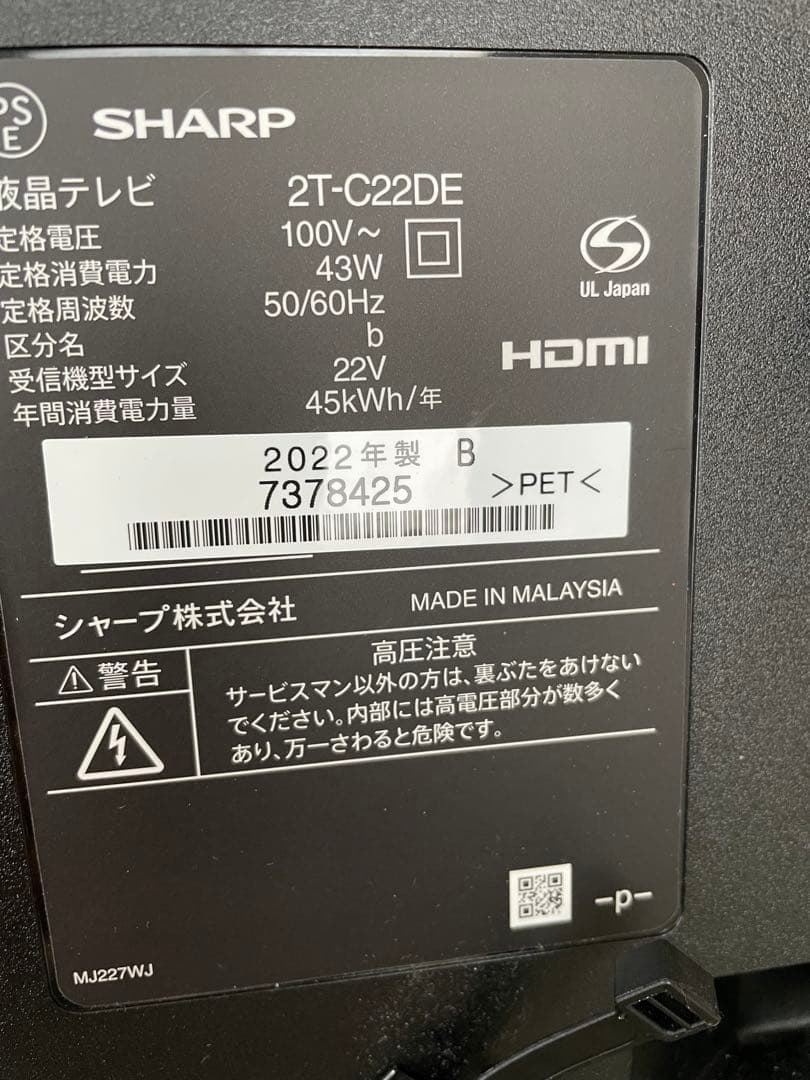 PS
E
SHARP
液晶テレビ 2T-C22DE
定格電圧 100V～
定格消費電力 43W
定格周波数 50/60Hz
区分名 b
受信機型サイズ 22V
年間消費電力量 45kWh/年
UL Japan
HDMI
2022年製 B
7378425 >PET<
シャープ株式会社 MADE IN MALAYSIA
警告
高圧注意
サービスマン以外の方は、裏ぶたをあけない
でください。内部には高電圧部分が数多く
あり、万一さわると危険です。
-p-
MJ227WJ